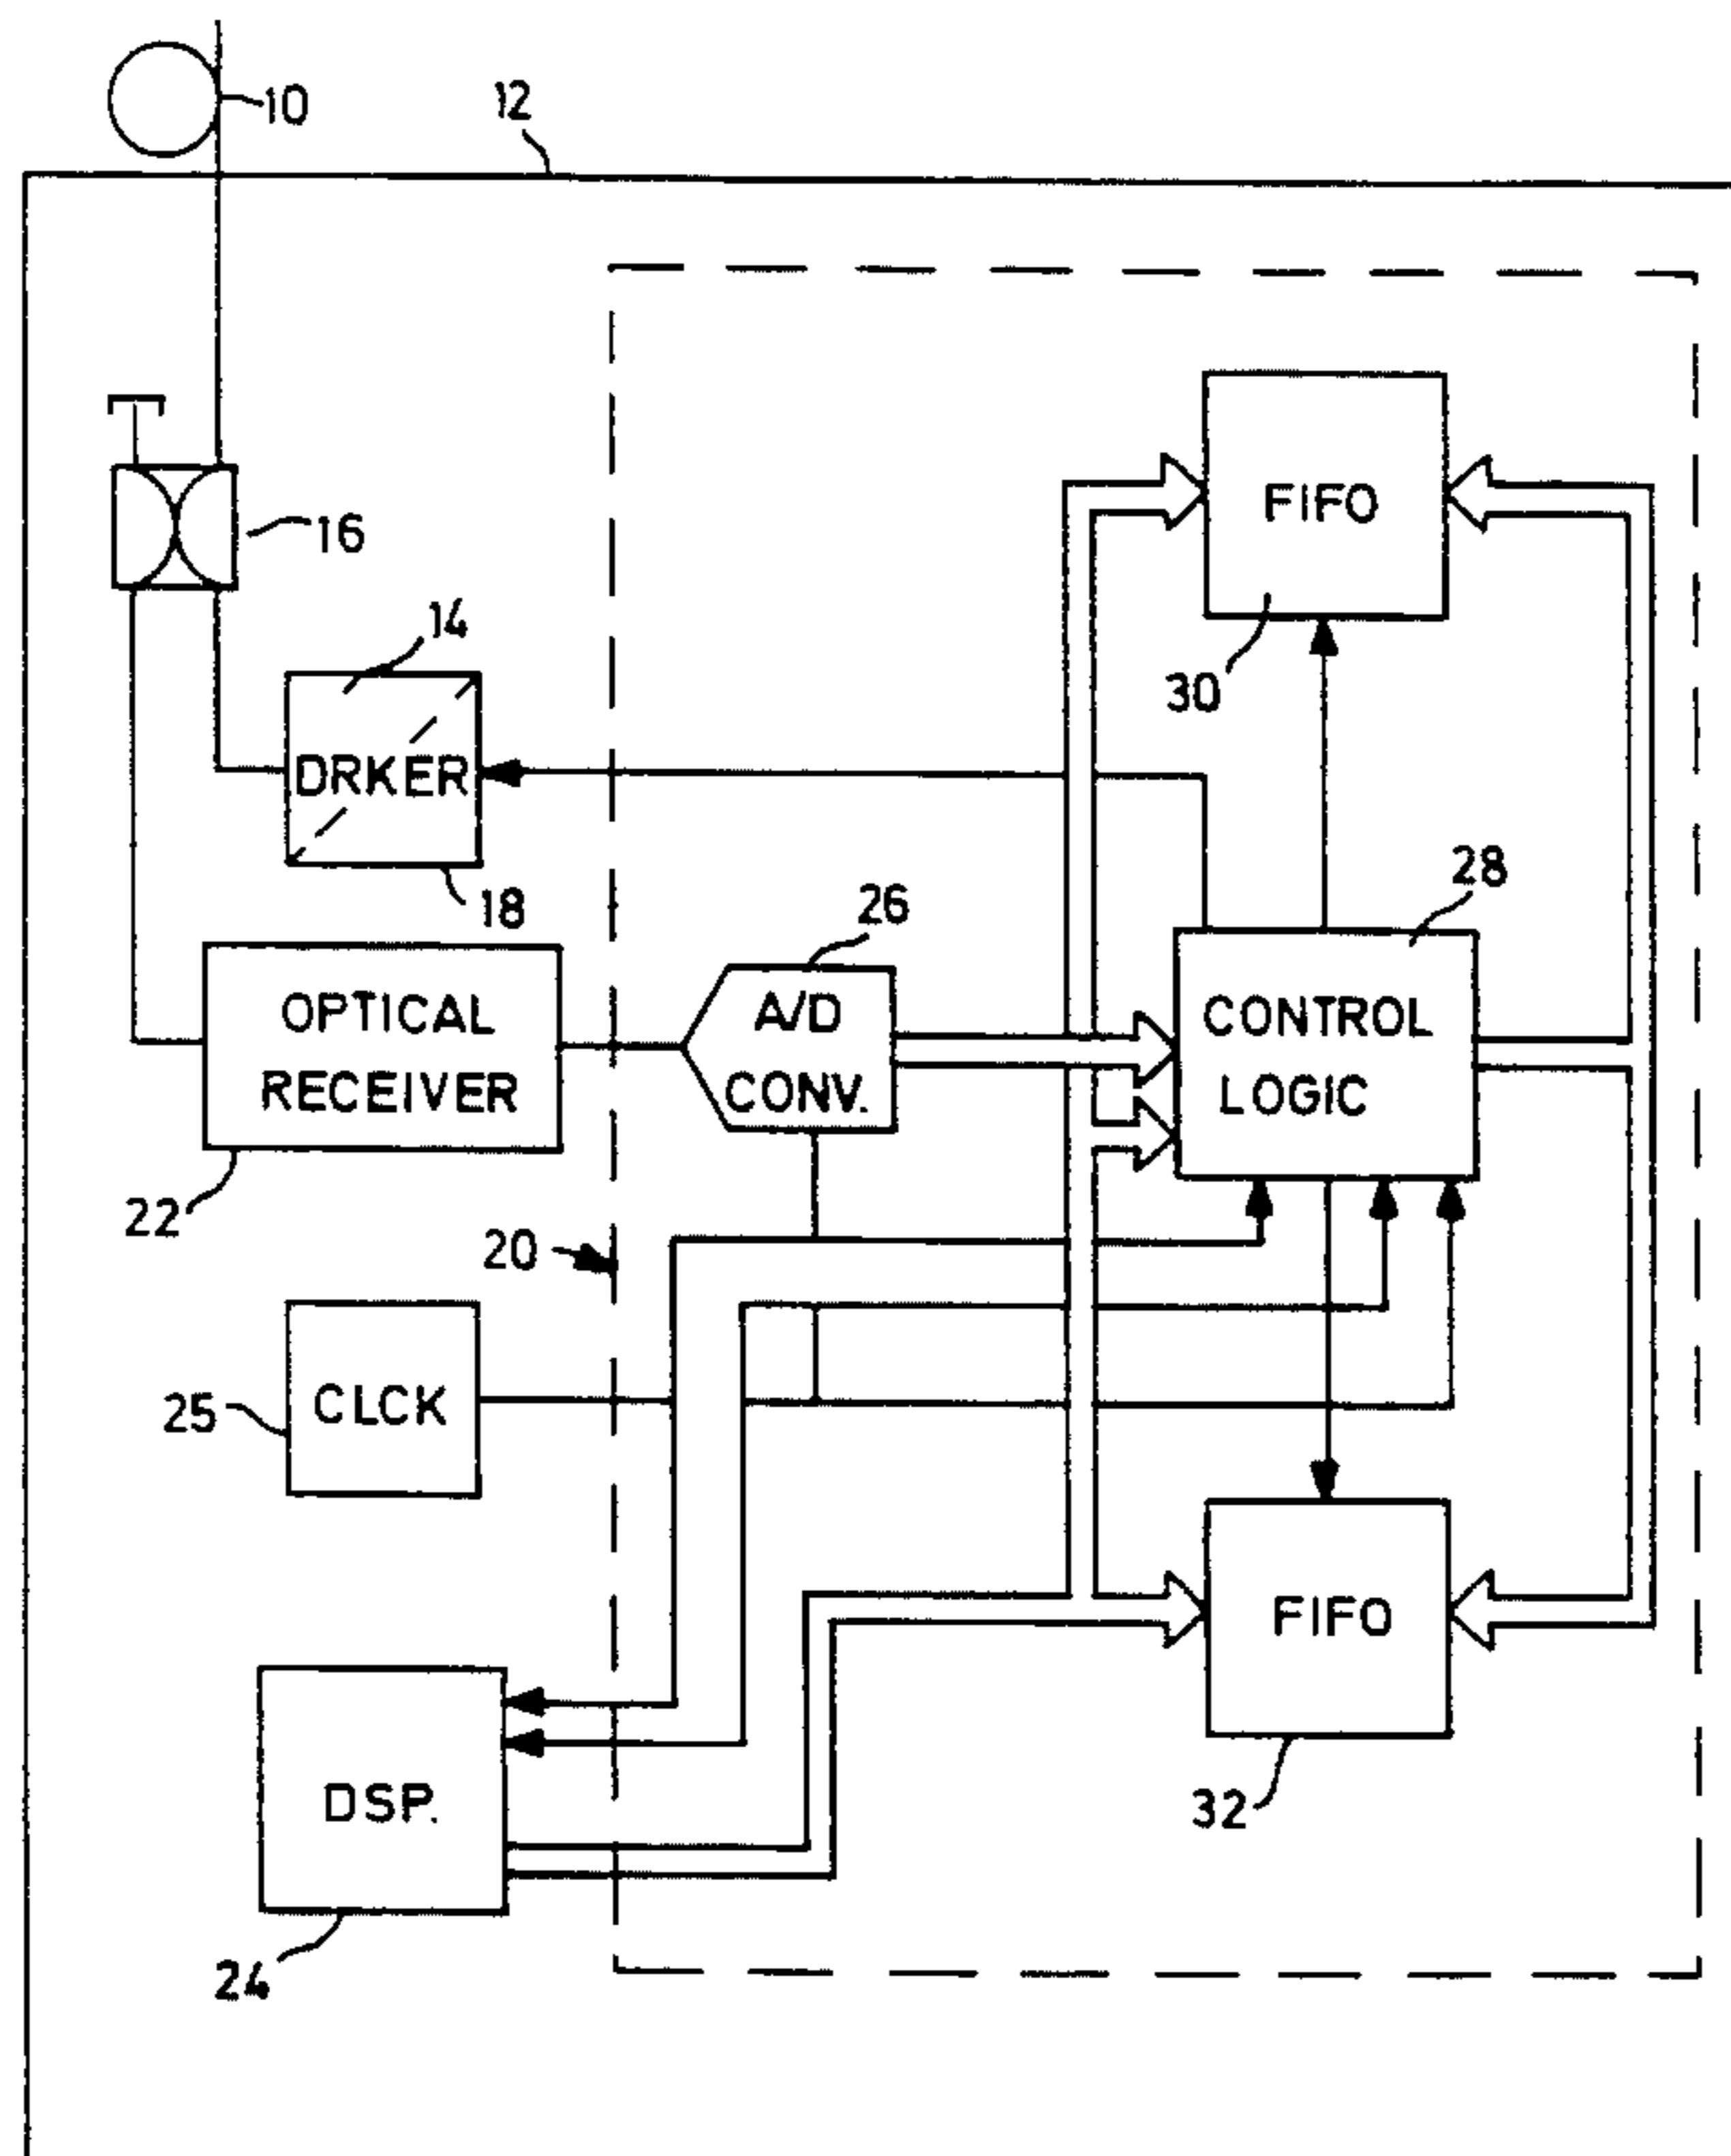 10
12
FIFO
16
14
30
DRKER
28
18
26
OPTICAL
RECEIVER
A/D
CONV.
CONTROL
LOGIC
22
20
25
CLCK
FIFO
DSP.
32
24